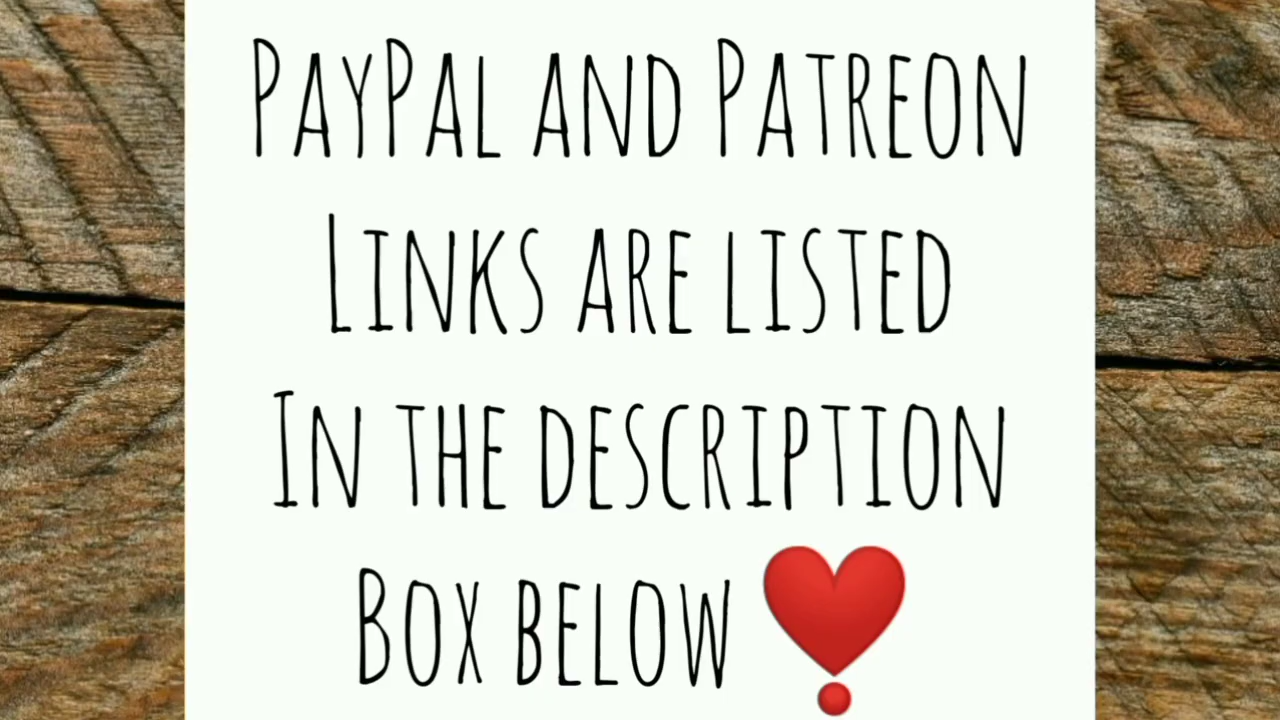 PayPal and Patreon
Links are listed
In the description
Box below ❣️